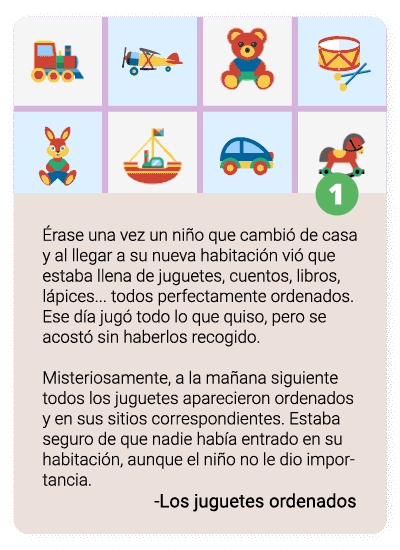 1
Érase una vez un niño que cambió de casa
y al llegar a su nueva habitación vió que
estaba llena de juguetes, cuentos, libros,
lápices... todos perfectamente ordenados.
Ese día jugó todo lo que quiso, pero se
acostó sin haberlos recogido.
Misteriosamente, a la mañana siguiente
todos los juguetes aparecieron ordenados
y en sus sitios correspondientes. Estaba
seguro de que nadie había entrado en su
habitación, aunque el niño no le dio impor-
tancia.
-Los juguetes ordenados